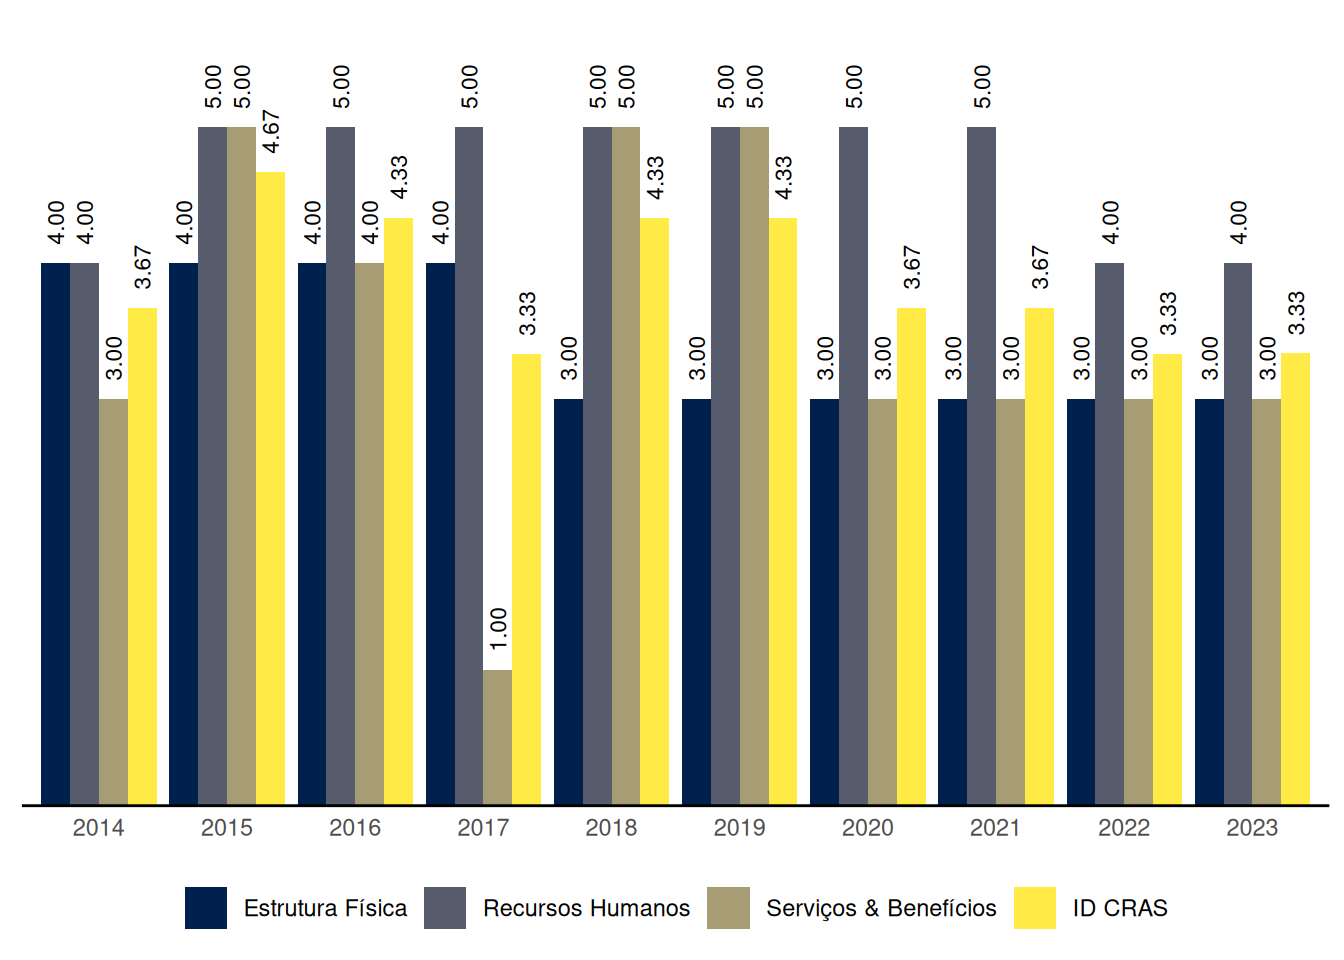 4.00 4.00 3.00 3.67
4.00 5.00 5.00 4.67
4.00 5.00 4.00 4.33
4.00 5.00 1.00 3.33
3.00 5.00 5.00 4.33
3.00 5.00 5.00 4.33
3.00 5.00 3.00 3.67
3.00 5.00 3.00 3.67
3.00 4.00 3.00 3.33
3.00 4.00 3.00 3.33
2014 2015 2016 2017 2018 2019 2020 2021 2022 2023
Estrutura Física Recursos Humanos Serviços & Benefícios ID CRAS